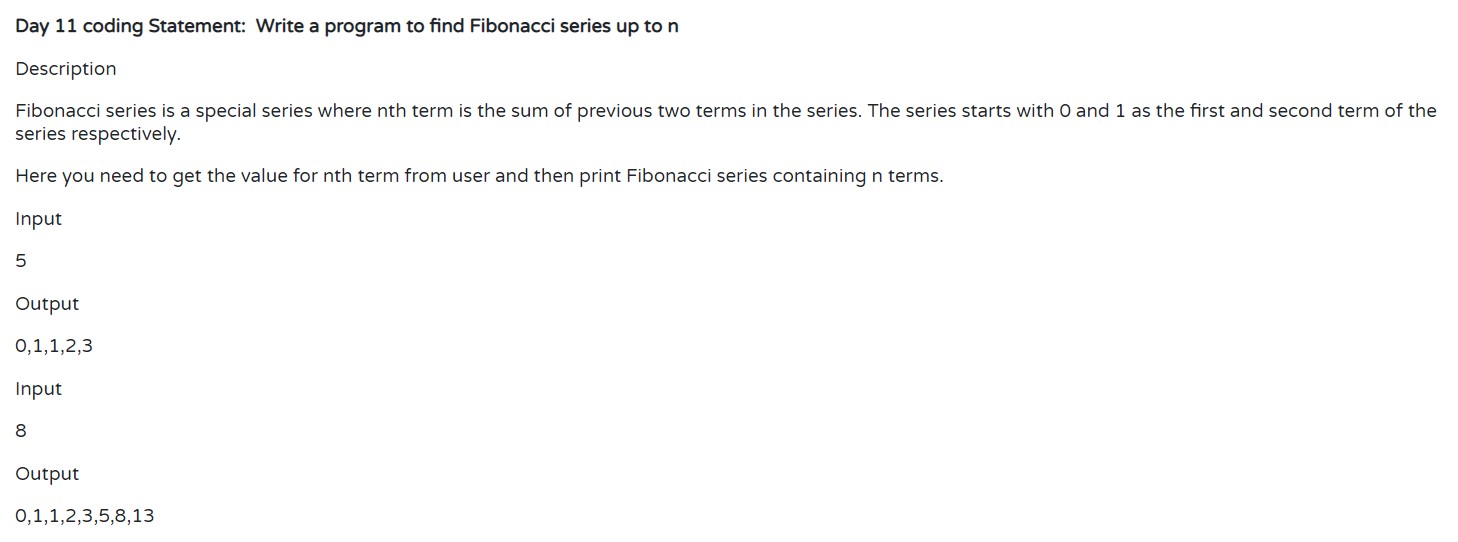 Day 11 coding Statement:  Write a program to find Fibonacci series up to n
Description
Fibonacci series is a special series where nth term is the sum of previous two terms in the series. The series starts with 0 and 1 as the first and second term of the
series respectively.
Here you need to get the value for nth term from user and then print Fibonacci series containing n terms.
Input
5
Output
0,1,1,2,3
Input
8
Output
0,1,1,2,3,5,8,13